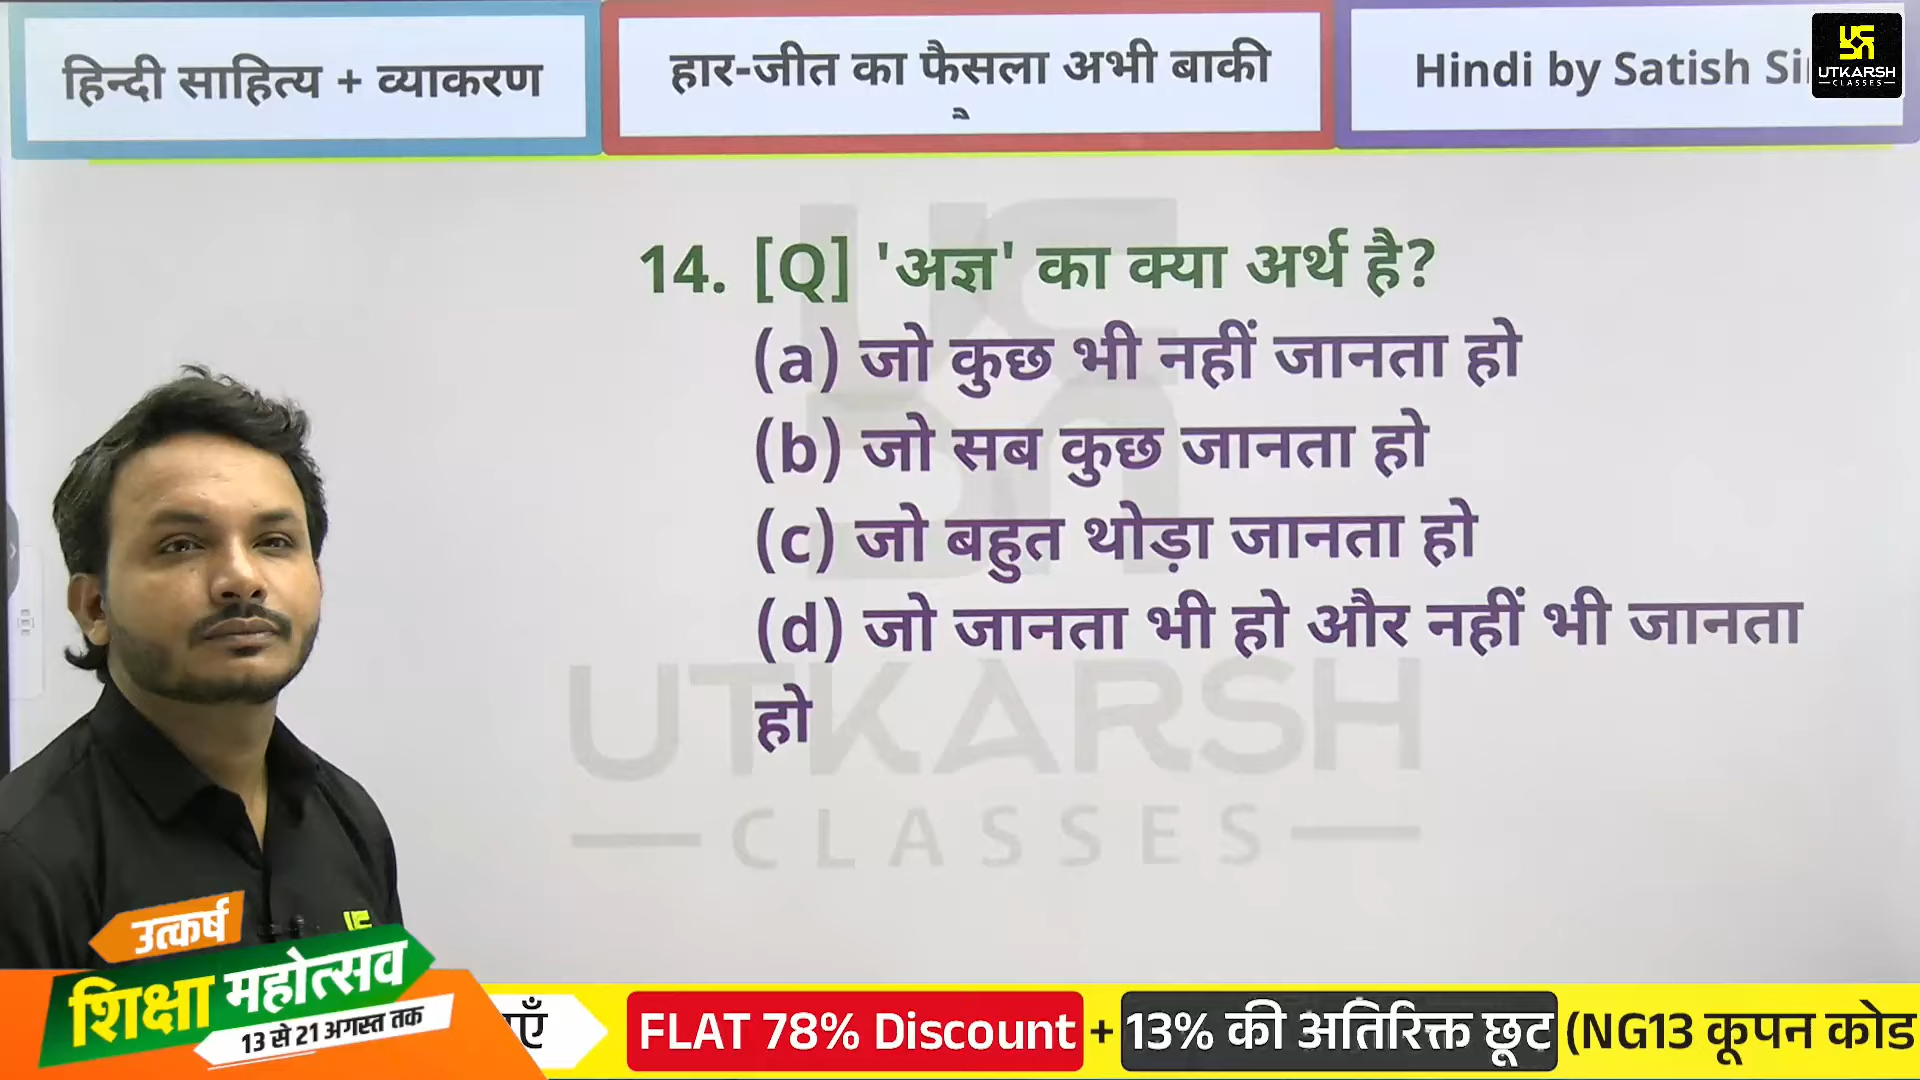 हिन्दी साहित्य + व्याकरण
हार-जीत का फैसला अभी बाकी
Hindi by Satish
UTKARSH
CLASSES
14. [Q] 'अज्ञ' का क्या अर्थ है?
(a) जो कुछ भी नहीं जानता हो
(b) जो सब कुछ जानता हो
(c) जो बहुत थोड़ा जानता हो
(d) जो जानता भी हो और नहीं भी जानता
हो
UTKARSH
CLASSES
उत्कर्ष
शिक्षा महोत्सव
13 से 21 अगस्त तक
FLAT 78% Discount + 13% की अतिरिक्त छूट (NG13 कूपन कोड